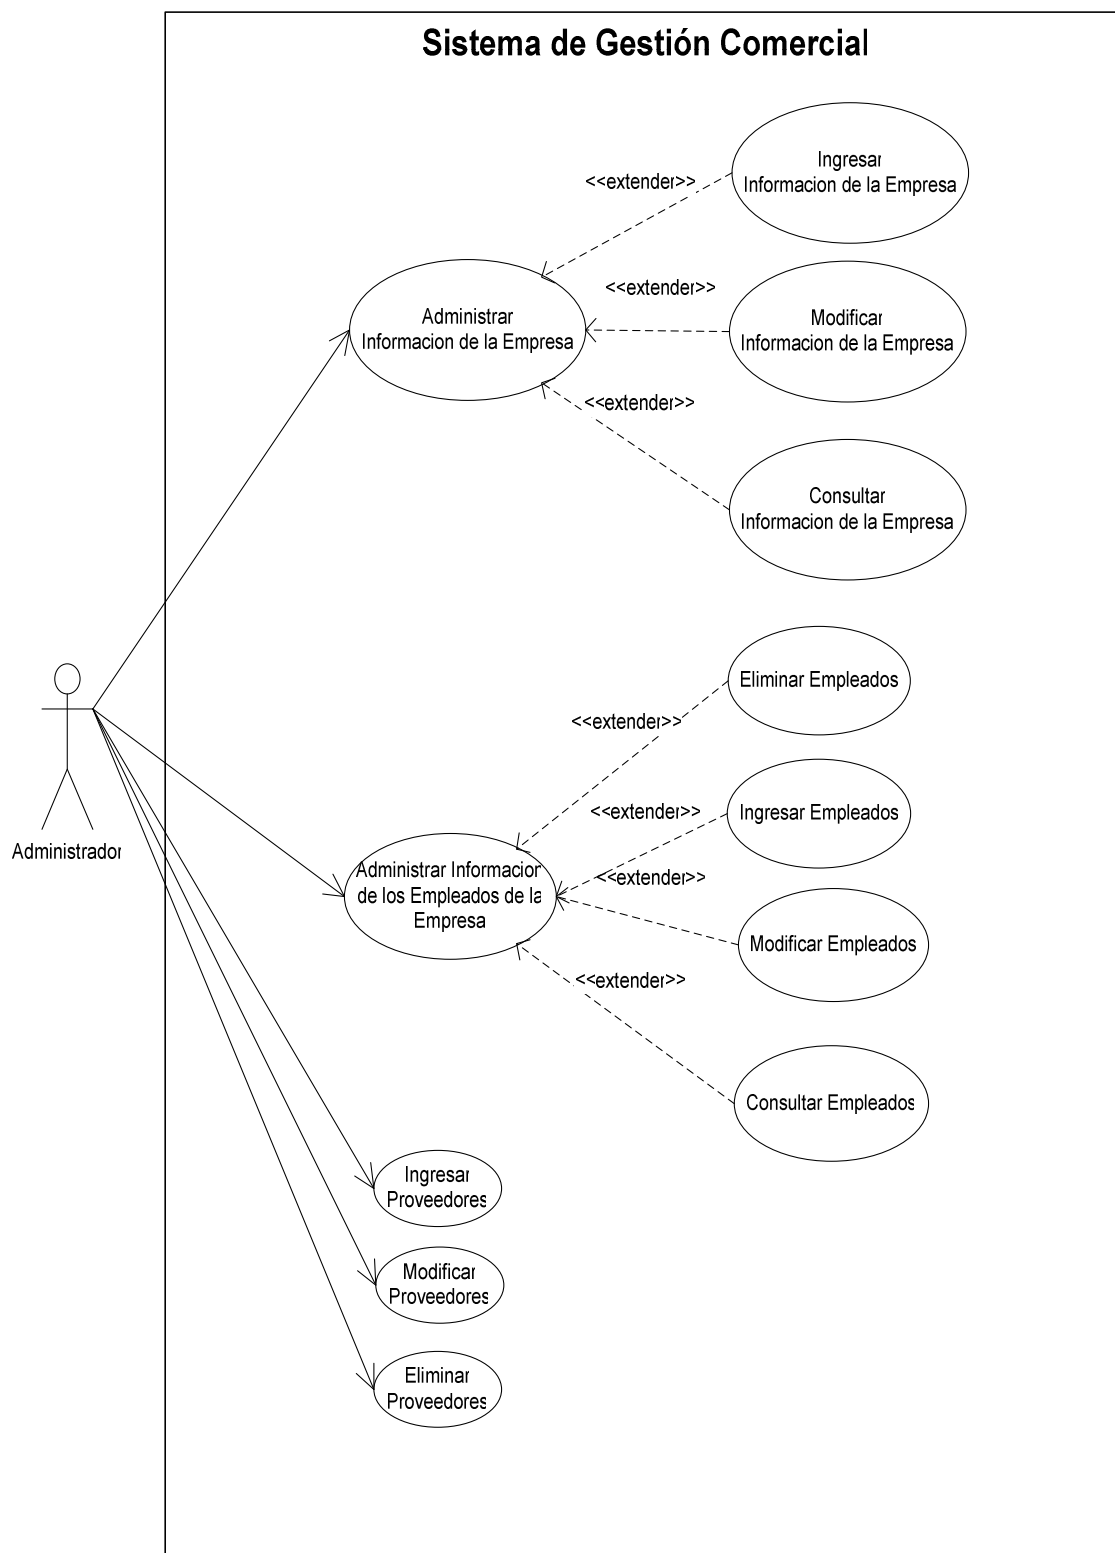 Sistema de Gestión Comercial
Ingresar
Informacion de la Empresa
<<extender>>
<<extender>>
Administrar
Informacion de la Empresa
Modificar
Informacion de la Empresa
<<extender>>
Consultar
Informacion de la Empresa
Eliminar Empleados
<<extender>>
<<extender>>
Ingresar Empleados
Administrador
Administrar Informacion
de los Empleados de la
Empresa
<<extender>>
Modificar Empleados
<<extender>>
Consultar Empleados
Ingresar
Proveedores
Modificar
Proveedores
Eliminar
Proveedores